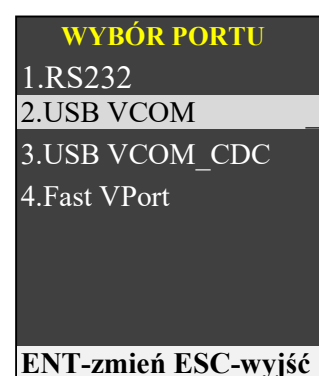 WYBÓR PORTU
1.RS232
2.USB VCOM _
3.USB VCOM_CDC
4.Fast VPort
ENT-zmień ESC-wyjść